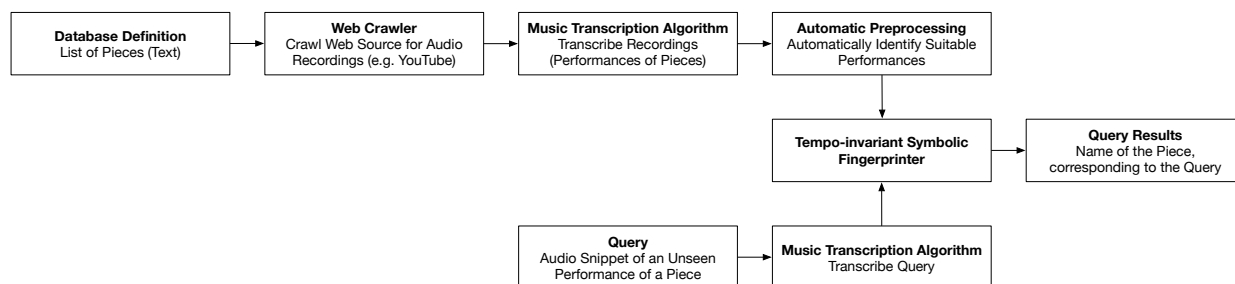 Database Definition
List of Pieces (Text)
Web Crawler
Crawl Web Source for Audio
Recordings (e.g. YouTube)
Music Transcription Algorithm
Transcribe Recordings
(Performances of Pieces)
Automatic Preprocessing
Automatically Identify Suitable
Performances
Tempo-invariant Symbolic
Fingerprinter
Query Results
Name of the Piece,
corresponding to the Query
Query
Audio Snippet of an Unseen
Performance of a Piece
Music Transcription Algorithm
Transcribe Query